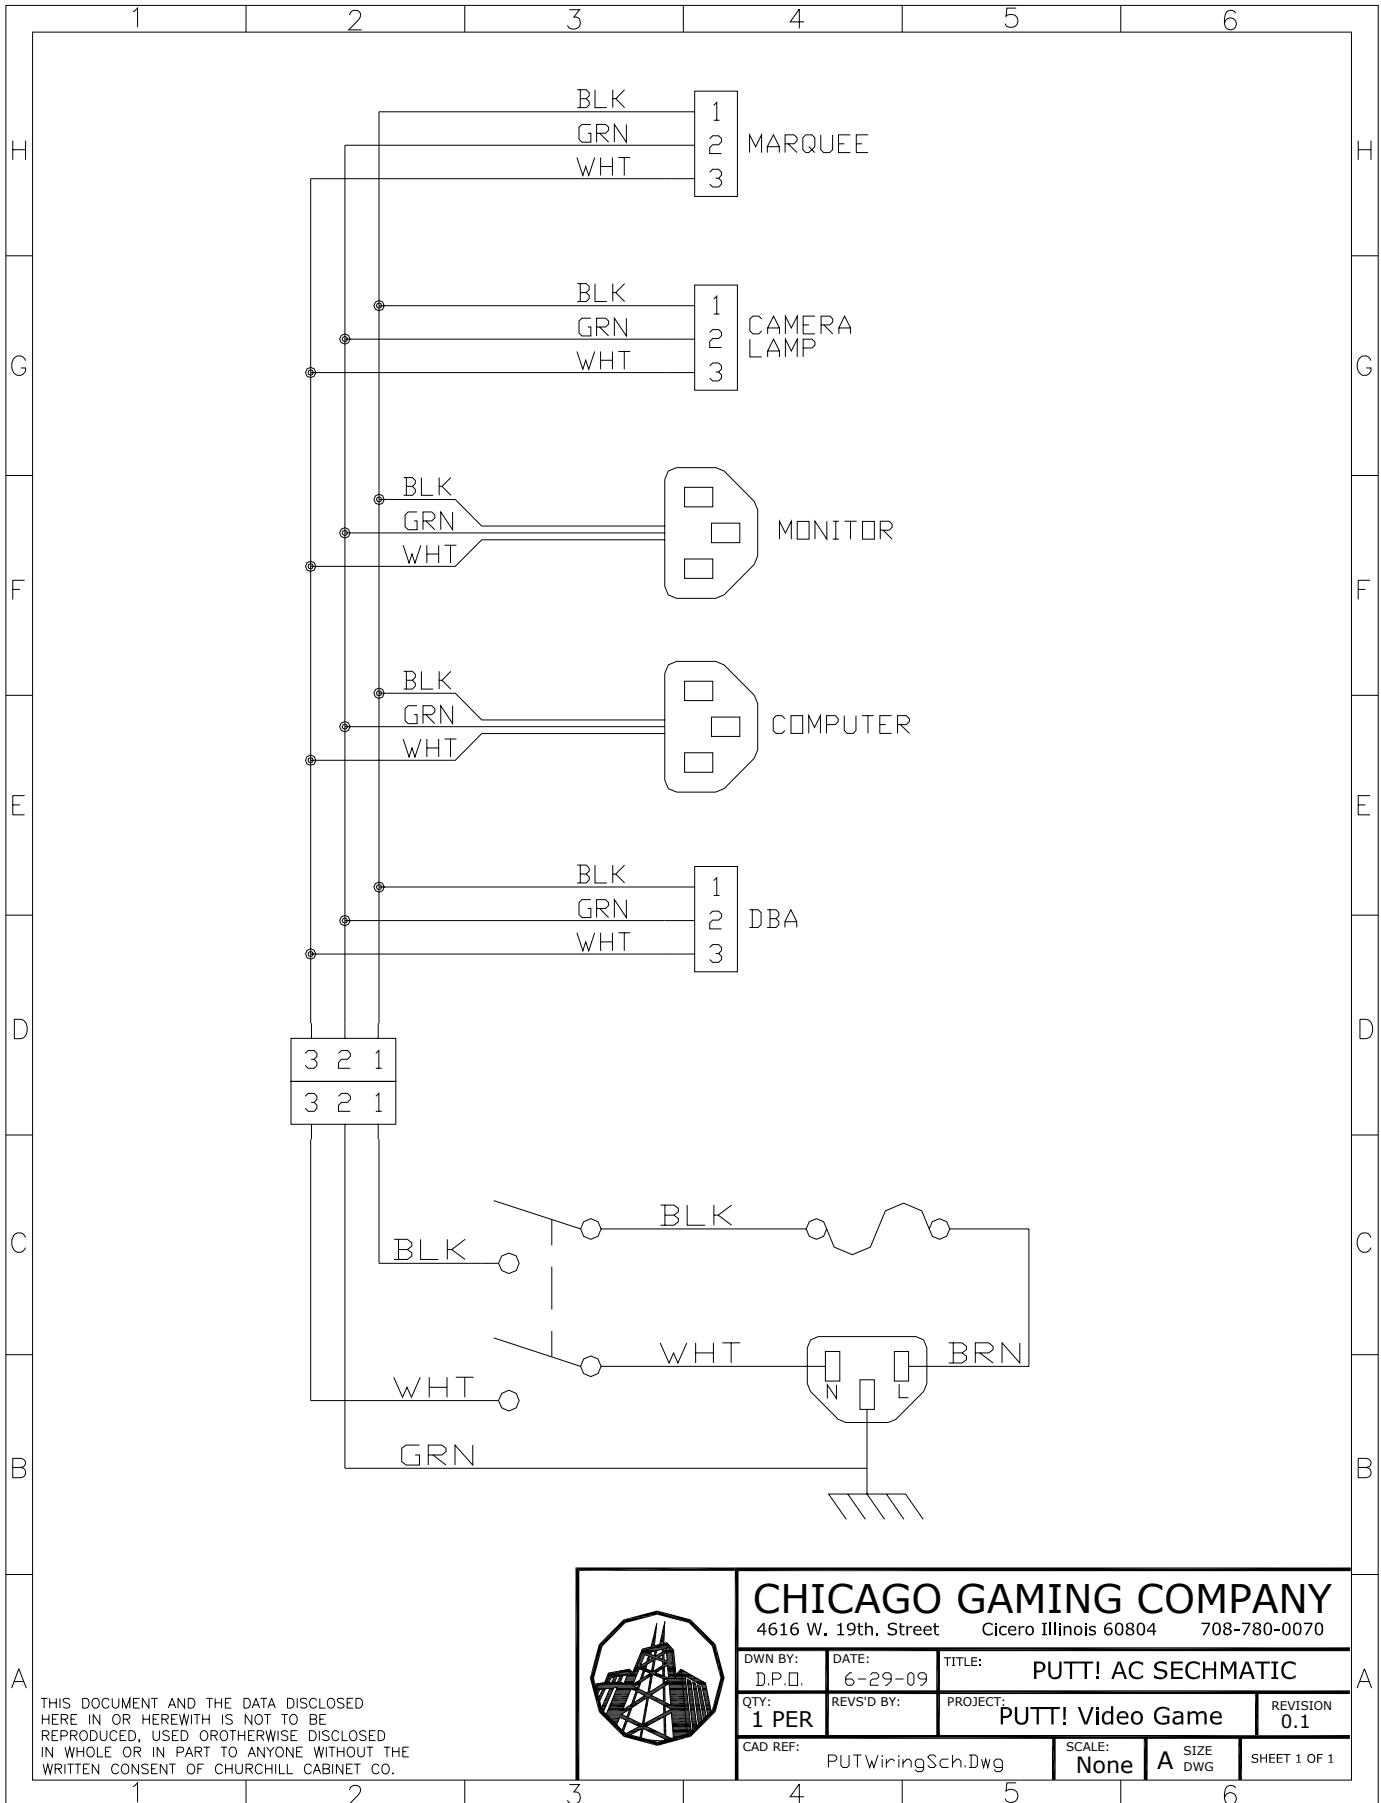 1 2 3 4 5 6
H H
BLK 1
GRN 2 MARQUEE
WHT 3
G G
BLK 1
GRN 2 CAMERA
LAMP
WHT 3
F F
BLK
GRN MONITOR
WHT
E E
BLK
GRN COMPUTER
WHT
BLK 1
GRN 2 DBA
WHT 3
D D
3 2 1
3 2 1
C C
BLK
BLK
WHT BRN
N L
WHT
GRN
B B
A A
CHICAGO GAMING COMPANY
4616 W. 19th. Street Cicero Illinois 60804 708-780-0070
DWN BY: D.P.O.
DATE: 6-29-09
TITLE: PUTT! AC SECHMATIC
QTY: 1 PER
REVS'D BY:
PROJECT: PUTT! Video Game
REVISION 0.1
CAD REF: PUTWiringSch.Dwg
SCALE: None
A SIZE DWG
SHEET 1 OF 1
THIS DOCUMENT AND THE DATA DISCLOSED
HERE IN OR HEREWITH IS NOT TO BE
REPRODUCED, USED OROTHERWISE DISCLOSED
IN WHOLE OR IN PART TO ANYONE WITHOUT THE
WRITTEN CONSENT OF CHURCHILL CABINET CO.
1 2 3 4 5 6